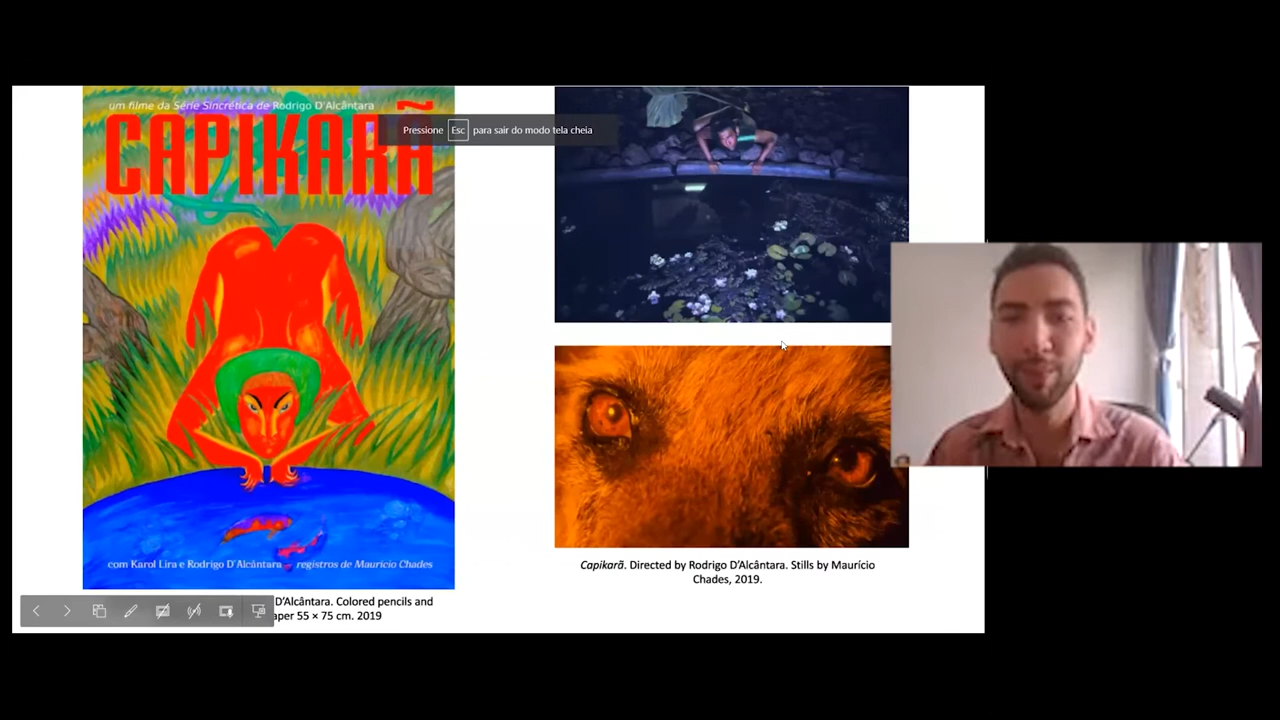 um filme da Série Sincrética de Rodrigo D'Alcântara
CAPIKARÃ
Pressione Esc para sair do modo tela cheia
com Karol Lira e Rodrigo D'Alcântara
registros de Maurício Chades
D'Alcântara. Colored pencils and
aper 55 × 75 cm. 2019
Capikarã. Directed by Rodrigo D'Alcântara. Stills by Maurício
Chades, 2019.